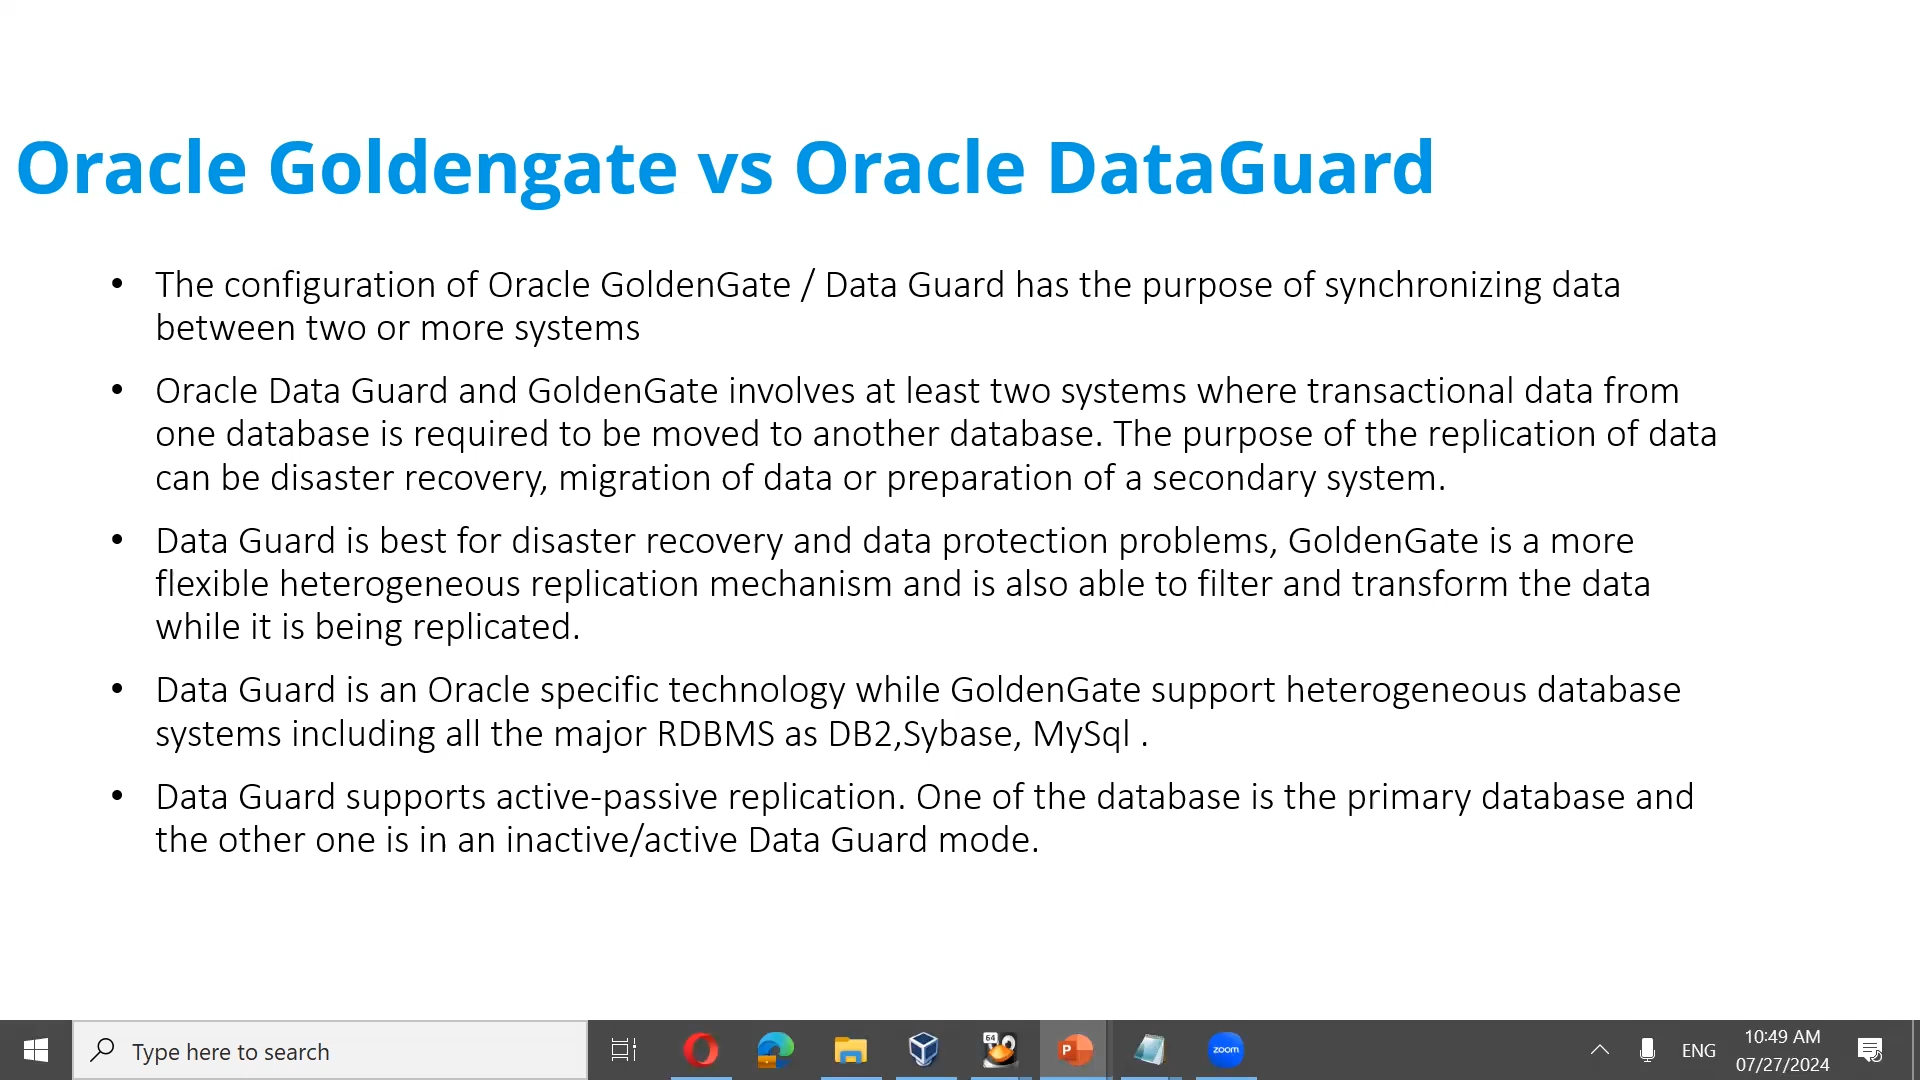 Oracle Goldengate vs Oracle DataGuard
• The configuration of Oracle GoldenGate / Data Guard has the purpose of synchronizing data
between two or more systems
• Oracle Data Guard and GoldenGate involves at least two systems where transactional data from
one database is required to be moved to another database. The purpose of the replication of data
can be disaster recovery, migration of data or preparation of a secondary system.
• Data Guard is best for disaster recovery and data protection problems, GoldenGate is a more
flexible heterogeneous replication mechanism and is also able to filter and transform the data
while it is being replicated.
• Data Guard is an Oracle specific technology while GoldenGate support heterogeneous database
systems including all the major RDBMS as DB2,Sybase, MySql .
• Data Guard supports active-passive replication. One of the database is the primary database and
the other one is in an inactive/active Data Guard mode.
Type here to search
64
P
zoom
ENG
10:49 AM
07/27/2024